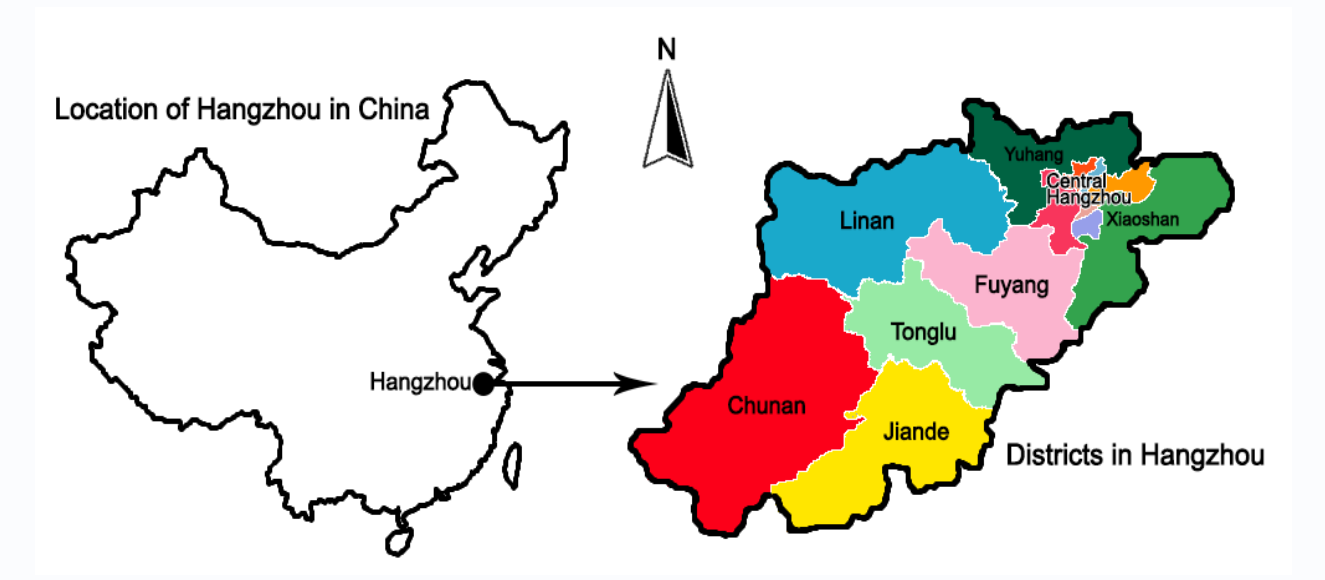 N
Location of Hangzhou in China
Hangzhou
Yuhang
Central
Hangzhou
Linan
Xiaoshan
Fuyang
Tonglu
Chunan
Jiande
Districts in Hangzhou